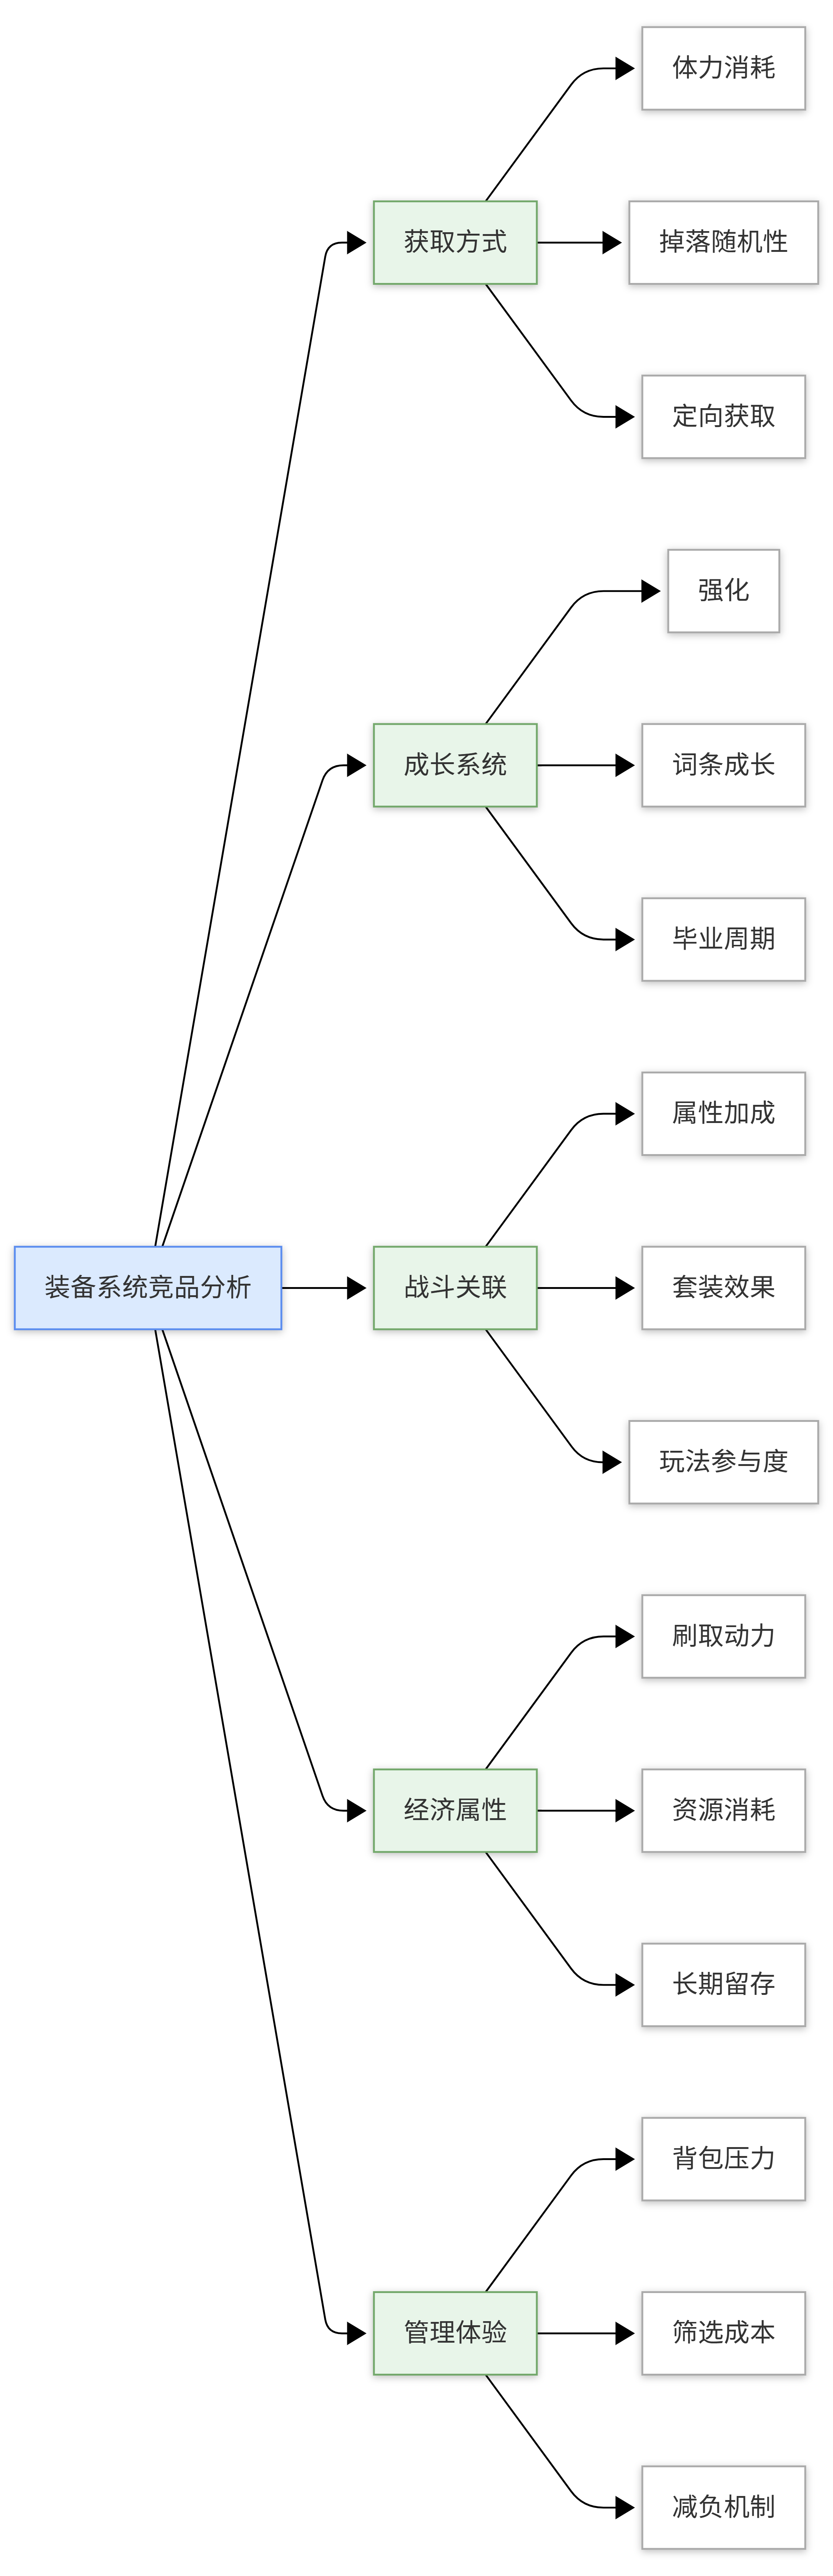 装备系统竞品分析
获取方式
体力消耗
掉落随机性
定向获取
成长系统
强化
词条成长
毕业周期
战斗关联
属性加成
套装效果
玩法参与度
经济属性
刷取动力
资源消耗
长期留存
管理体验
背包压力
筛选成本
减负机制